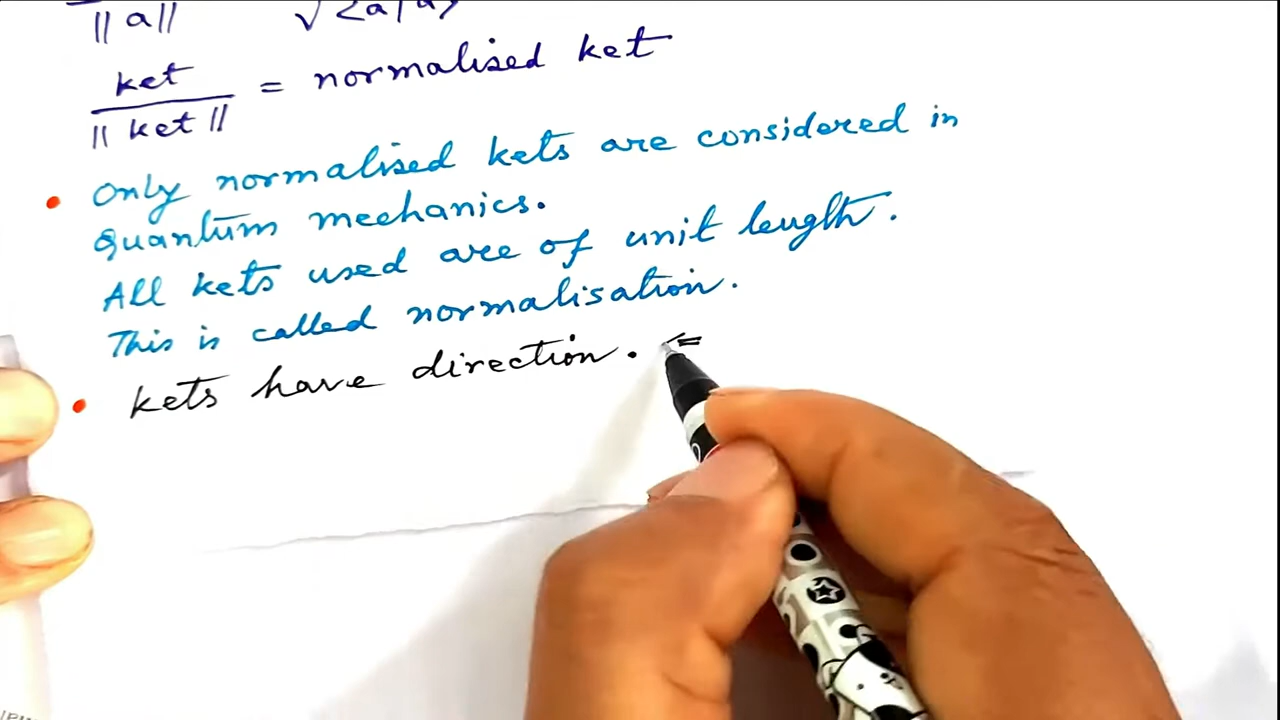 || a ||    √<a|a>
ket
|| ket || = normalised ket
• Only normalised kets are considered in
Quantum mechanics.
All kets used are of unit length.
This is called normalisation.
• kets have direction. <=